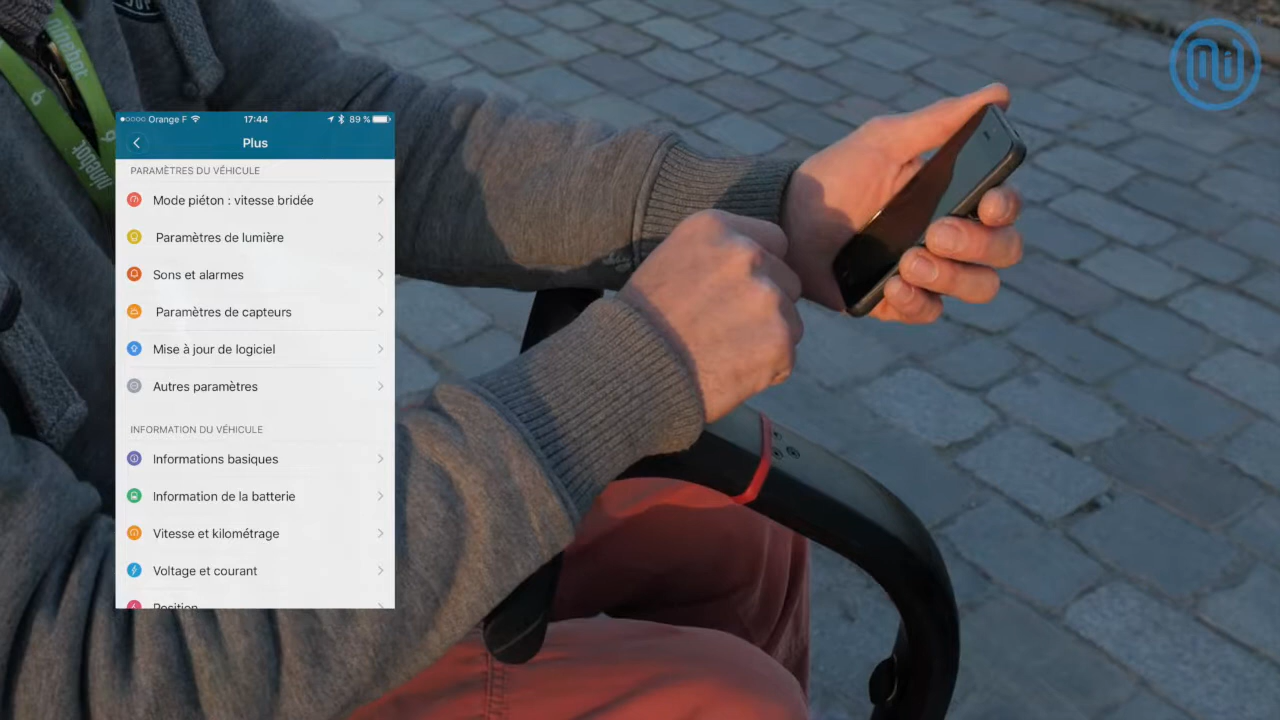 ninebot
ninebot
Orange F
17:44
89 %
Plus
PARAMÈTRES DU VÉHICULE
Mode piéton : vitesse bridée
Paramètres de lumière
Sons et alarmes
Paramètres de capteurs
Mise à jour de logiciel
Autres paramètres
INFORMATION DU VÉHICULE
Informations basiques
Information de la batterie
Vitesse et kilométrage
Voltage et courant
Position